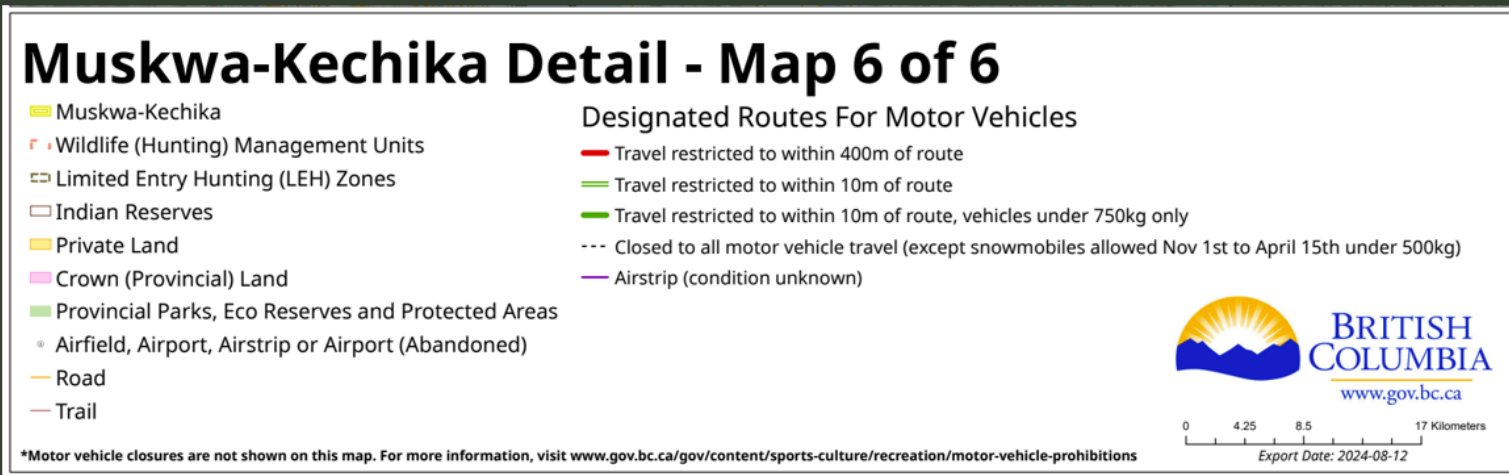 Muskwa-Kechika Detail - Map 6 of 6
Muskwa-Kechika
Wildlife (Hunting) Management Units
Limited Entry Hunting (LEH) Zones
Indian Reserves
Private Land
Crown (Provincial) Land
Provincial Parks, Eco Reserves and Protected Areas
Airfield, Airport, Airstrip or Airport (Abandoned)
Road
Trail
Designated Routes For Motor Vehicles
Travel restricted to within 400m of route
Travel restricted to within 10m of route
Travel restricted to within 10m of route, vehicles under 750kg only
Closed to all motor vehicle travel (except snowmobiles allowed Nov 1st to April 15th under 500kg)
Airstrip (condition unknown)
BRITISH
COLUMBIA
www.gov.bc.ca
0 4.25 8.5 17 Kilometers
Export Date: 2024-08-12
*Motor vehicle closures are not shown on this map. For more information, visit www.gov.bc.ca/gov/content/sports-culture/recreation/motor-vehicle-prohibitions